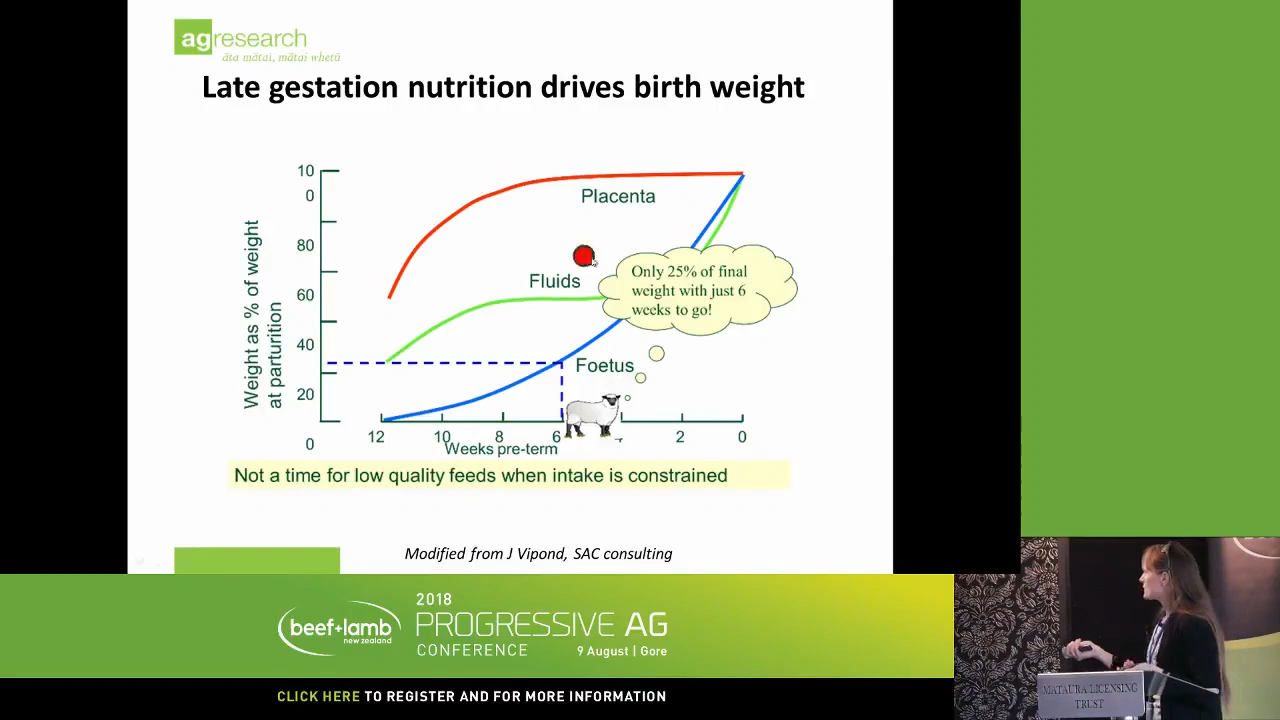 agresearch
āta mātai, mātai whetū
Late gestation nutrition drives birth weight
Weight as % of weight
at parturition
10
0
80
60
40
20
0
Placenta
Fluids
Foetus
Only 25% of final
weight with just 6
weeks to go!
12
10
8
6
4
2
0
Weeks pre-term
Not a time for low quality feeds when intake is constrained
Modified from J Vipond, SAC consulting
beef+lamb
new zealand
2018
PROGRESSIVE AG
CONFERENCE
9 August | Gore
CLICK HERE TO REGISTER AND FOR MORE INFORMATION
MATAURA LICENSING
TRUST